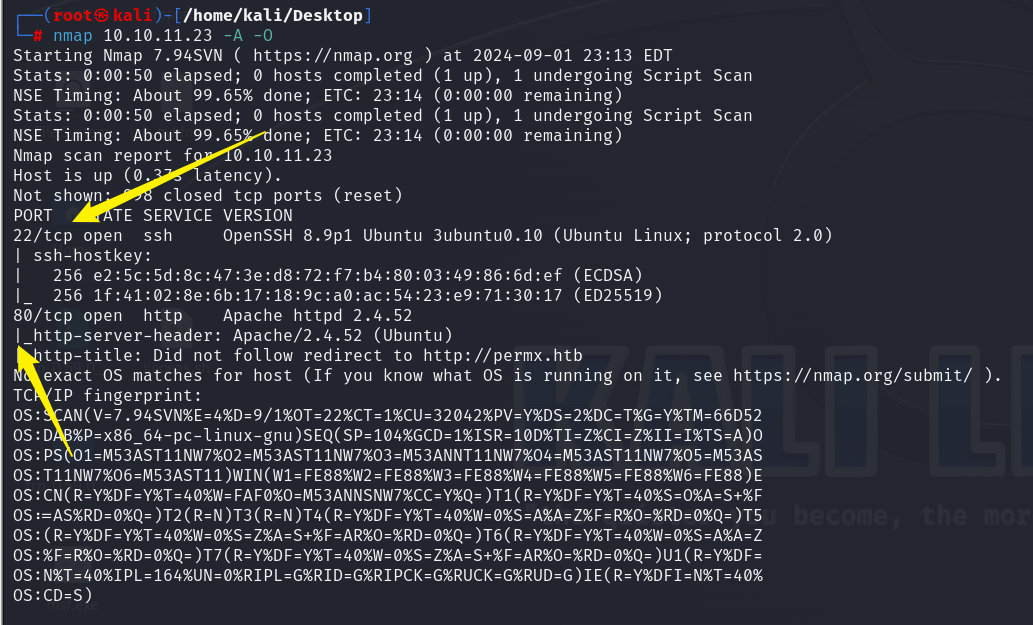 (root㉿kali)-[/home/kali/Desktop]
# nmap 10.10.11.23 -A -O
Starting Nmap 7.94SVN ( https://nmap.org ) at 2024-09-01 23:13 EDT
Stats: 0:00:50 elapsed; 0 hosts completed (1 up), 1 undergoing Script Scan
NSE Timing: About 99.65% done; ETC: 23:14 (0:00:00 remaining)
Stats: 0:00:50 elapsed; 0 hosts completed (1 up), 1 undergoing Script Scan
NSE Timing: About 99.65% done; ETC: 23:14 (0:00:00 remaining)
Nmap scan report for 10.10.11.23
Host is up (0.37s latency).
Not shown: 998 closed tcp ports (reset)
PORT STATE SERVICE VERSION
22/tcp open ssh OpenSSH 8.9p1 Ubuntu 3ubuntu0.10 (Ubuntu Linux; protocol 2.0)
| ssh-hostkey:
| 256 e2:5c:5d:8c:47:3e:d8:72:f7:b4:80:03:49:86:6d:ef (ECDSA)
|_ 256 1f:41:02:8e:6b:17:18:9c:a0:ac:54:23:e9:71:30:17 (ED25519)
80/tcp open http Apache httpd 2.4.52
|_http-server-header: Apache/2.4.52 (Ubuntu)
|_http-title: Did not follow redirect to http://permx.htb
No exact OS matches for host (If you know what OS is running on it, see https://nmap.org/submit/ ).
TCP/IP fingerprint:
OS:SCAN(V=7.94SVN%E=4%D=9/1%OT=22%CT=1%CU=32042%PV=Y%DS=2%DC=T%G=Y%TM=66D52
OS:DAB%P=x86_64-pc-linux-gnu)SEQ(SP=104%GCD=1%ISR=10D%TI=Z%CI=Z%II=I%TS=A)O
OS:PS(O1=M53AST11NW7%O2=M53AST11NW7%O3=M53ANNT11NW7%O4=M53AST11NW7%O5=M53AS
OS:T11NW7%O6=M53AST11)WIN(W1=FE88%W2=FE88%W3=FE88%W4=FE88%W5=FE88%W6=FE88)E
OS:CN(R=Y%DF=Y%T=40%W=FAF0%O=M53ANNSNW7%CC=Y%Q=)T1(R=Y%DF=Y%T=40%S=O%A=S+%F
OS:=AS%RD=0%Q=)T2(R=N)T3(R=N)T4(R=Y%DF=Y%T=40%W=0%S=A%A=Z%F=R%O=%RD=0%Q=)T5
OS:(R=Y%DF=Y%T=40%W=0%S=Z%A=S+%F=AR%O=%RD=0%Q=)T6(R=Y%DF=Y%T=40%W=0%S=A%A=Z
OS:%F=R%O=%RD=0%Q=)T7(R=Y%DF=Y%T=40%W=0%S=Z%A=S+%F=AR%O=%RD=0%Q=)U1(R=Y%DF=
OS:N%T=40%IPL=164%UN=0%RIPL=G%RID=G%RIPCK=G%RUCK=G%RUD=G)IE(R=Y%DFI=N%T=40%
OS:CD=S)
KALI LI
become, the mor